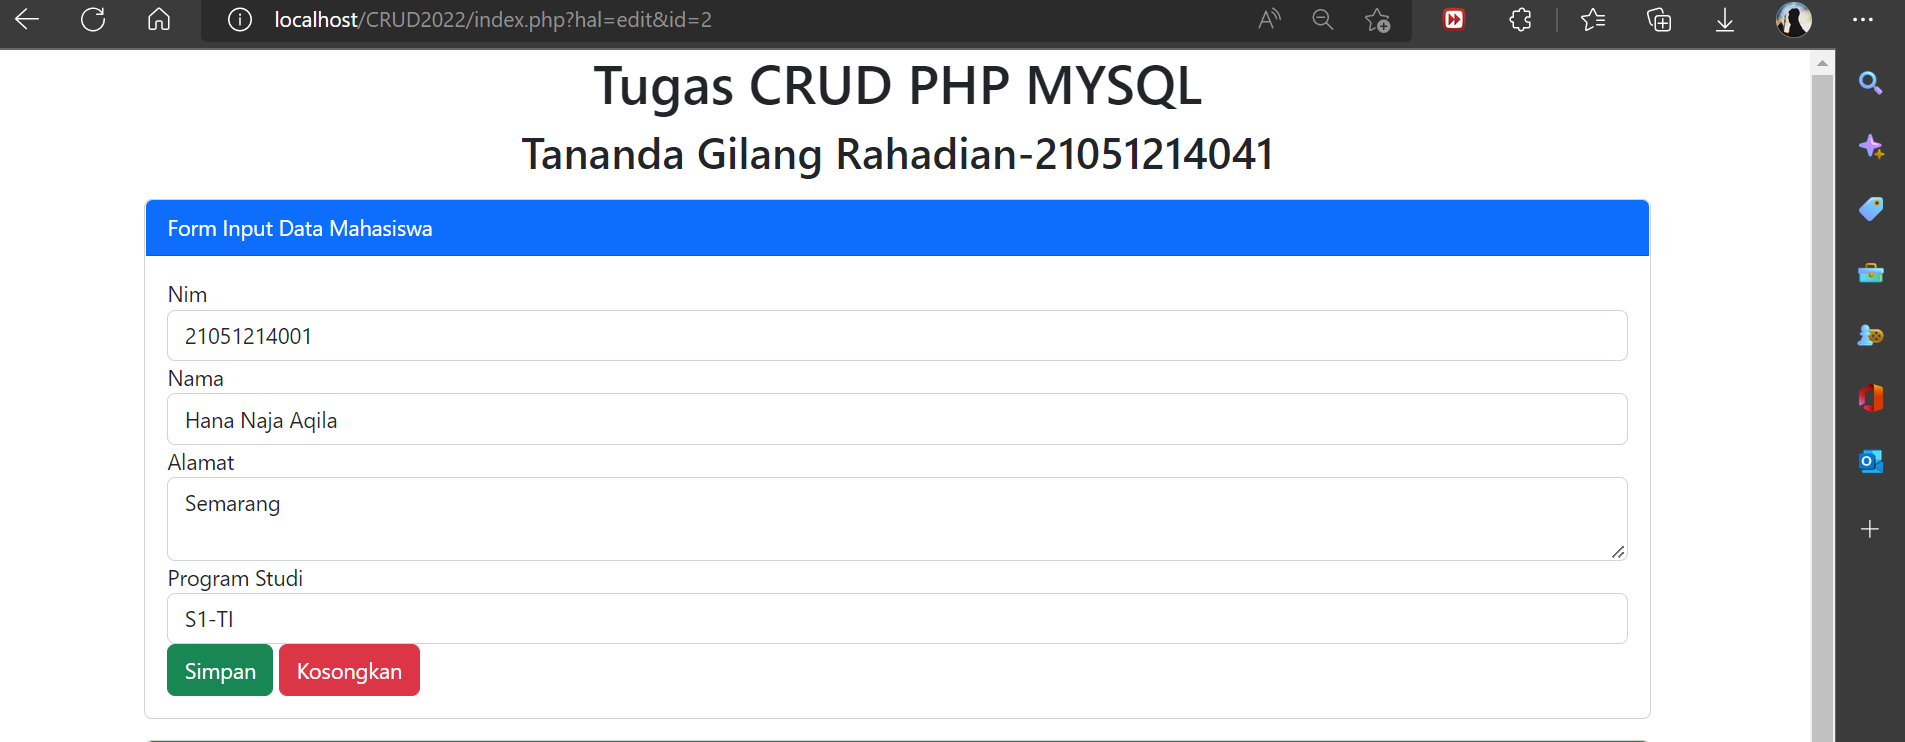 localhost/CRUD2022/index.php?hal=edit&id=2
Tugas CRUD PHP MYSQL
Tananda Gilang Rahadian-21051214041
Form Input Data Mahasiswa
Nim
21051214001
Nama
Hana Naja Aqila
Alamat
Semarang
Program Studi
S1-TI
Simpan Kosongkan